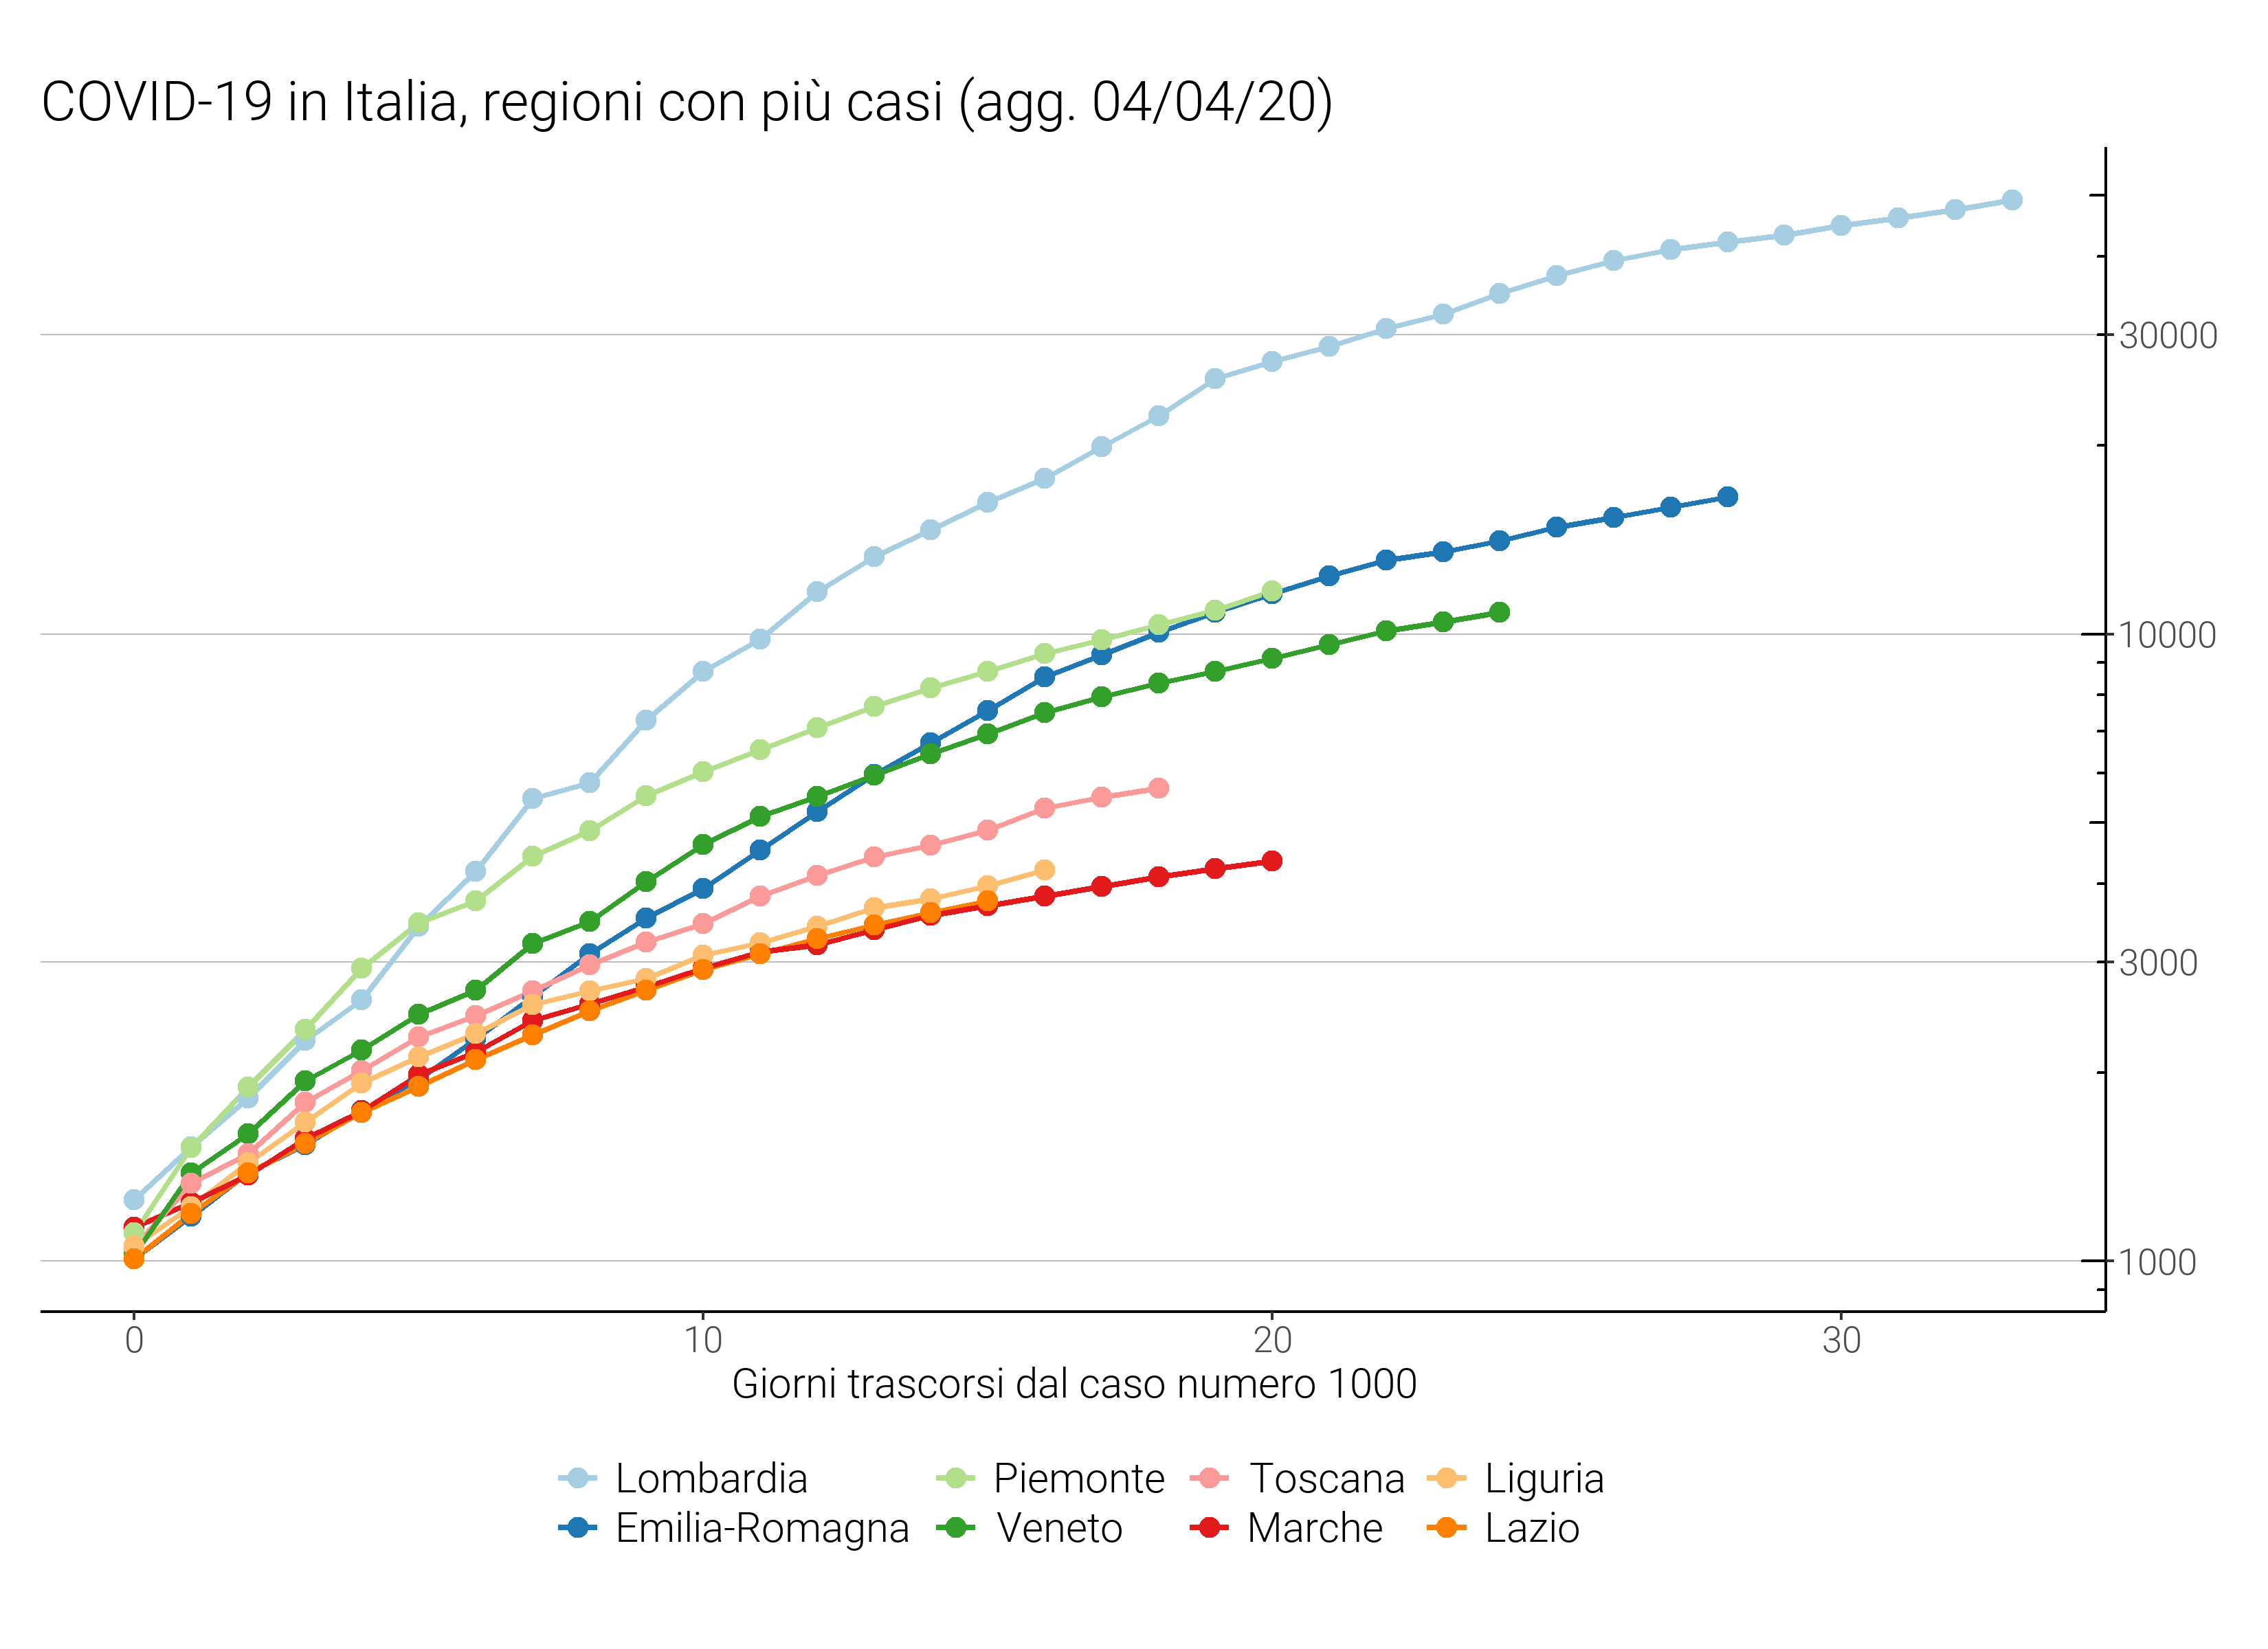 COVID-19 in Italia, regioni con più casi (agg. 04/04/20)
30000
10000
3000
1000
0 10 20 30
Giorni trascorsi dal caso numero 1000
Lombardia Piemonte Toscana Liguria
Emilia-Romagna Veneto Marche Lazio